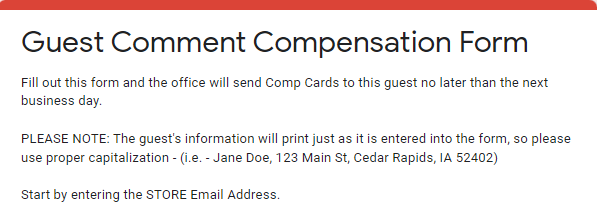 Guest Comment Compensation Form
Fill out this form and the office will send Comp Cards to this guest no later than the next
business day.
PLEASE NOTE: The guest's information will print just as it is entered into the form, so please
use proper capitalization - (i.e. - Jane Doe, 123 Main St, Cedar Rapids, IA 52402)
Start by entering the STORE Email Address.